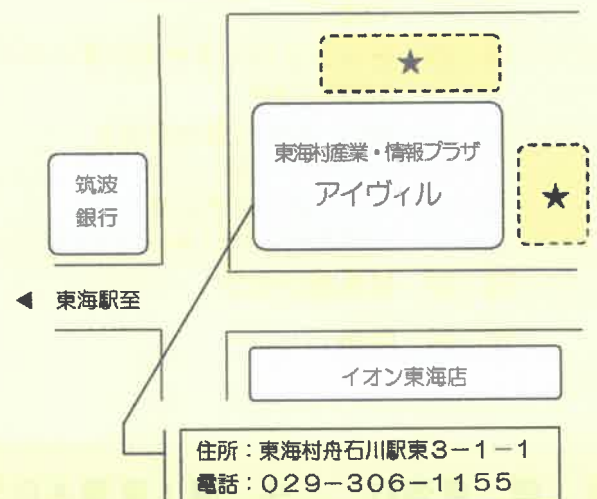 ★
東海村産業・情報プラザ
アイヴィル
★
筑波
銀行
◀ 東海駅至
イオン東海店
住所：東海村舟石川駅東3－1－1
電話：029－306－1155